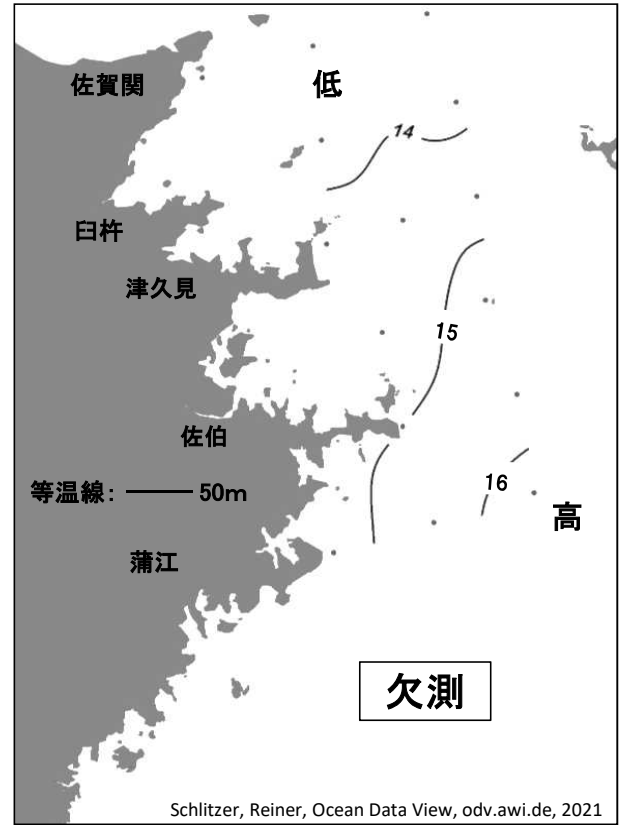 佐賀関
低
14
臼杵
津久見
15
佐伯
16
等温線: 50m
高
蒲江
欠測
Schlitzer, Reiner, Ocean Data View, odv.awi.de, 2021